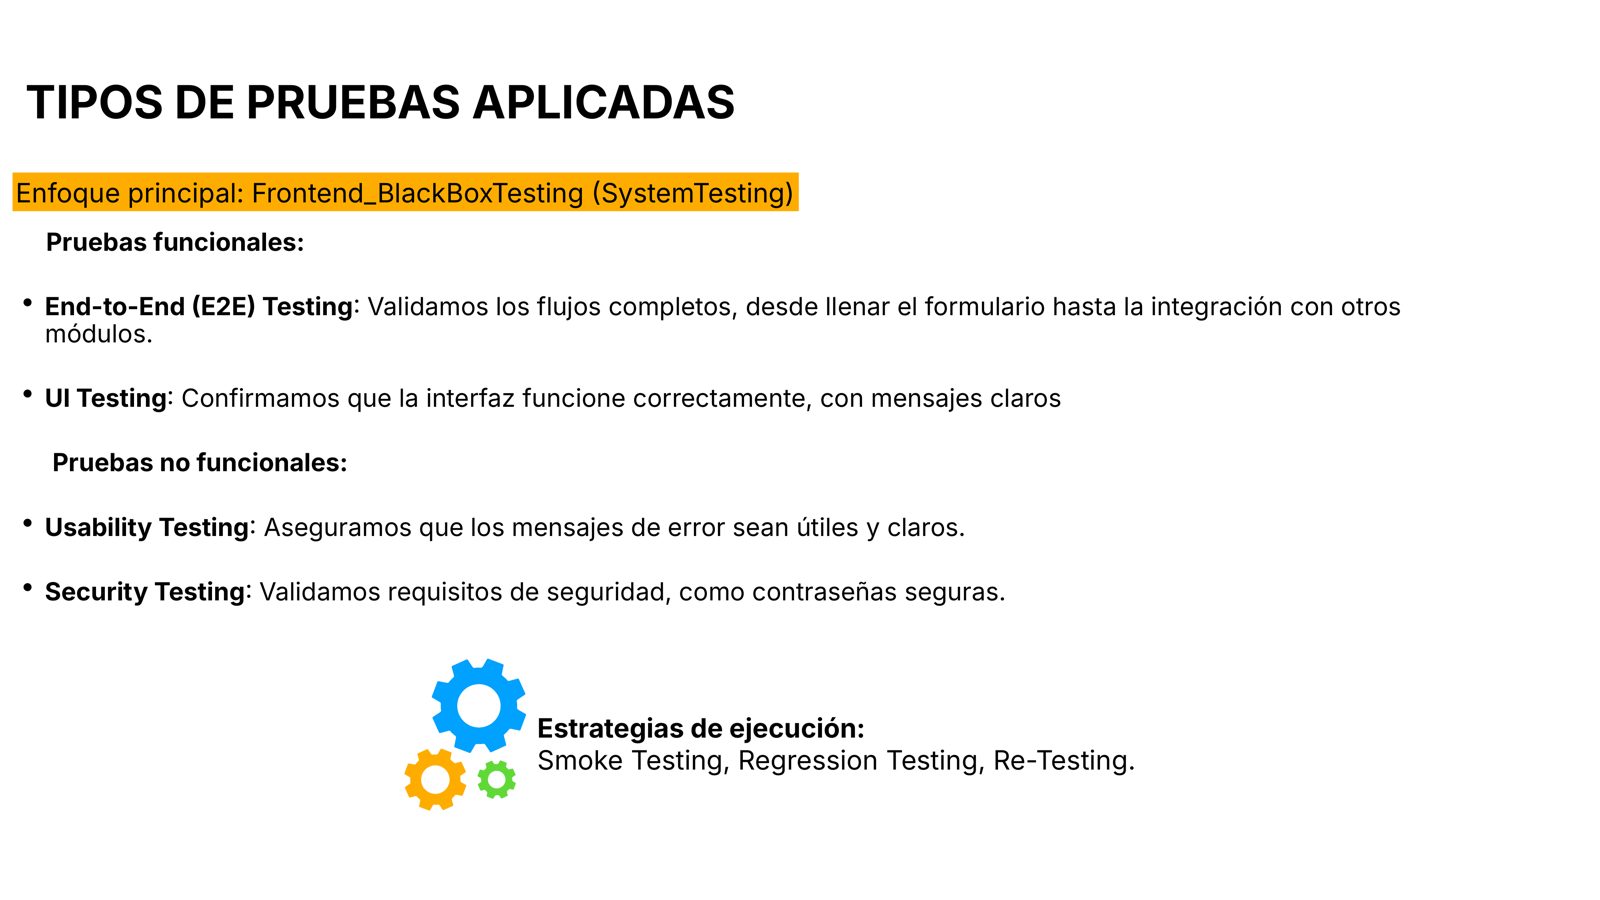 TIPOS DE PRUEBAS APLICADAS
Enfoque principal: Frontend_BlackBoxTesting (SystemTesting)
Pruebas funcionales:
• End-to-End (E2E) Testing: Validamos los flujos completos, desde llenar el formulario hasta la integración con otros
módulos.
• UI Testing: Confirmamos que la interfaz funcione correctamente, con mensajes claros
Pruebas no funcionales:
• Usability Testing: Aseguramos que los mensajes de error sean útiles y claros.
• Security Testing: Validamos requisitos de seguridad, como contraseñas seguras.
Estrategias de ejecución:
Smoke Testing, Regression Testing, Re-Testing.